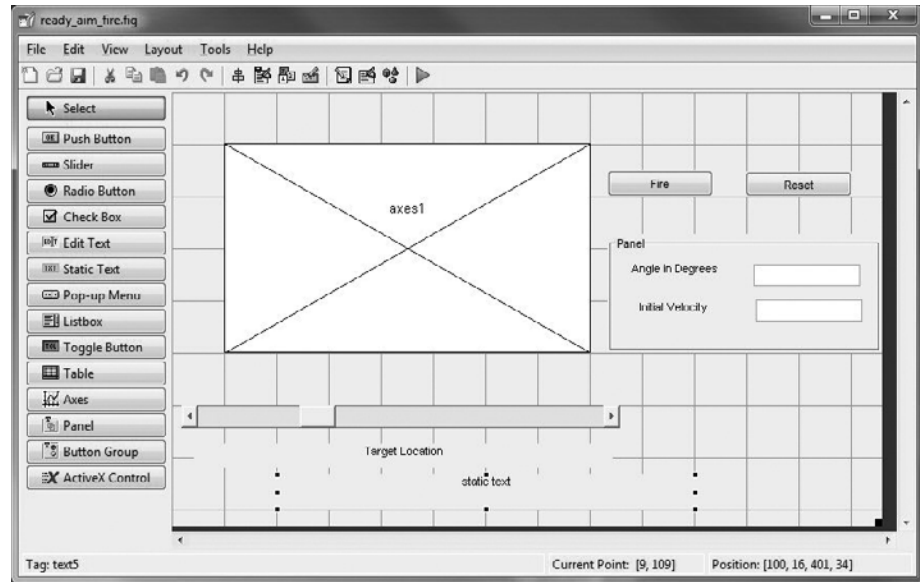 ready_aim_fire.fig
File Edit View Layout Tools Help
Select
Push Button
Slider
Radio Button
Check Box
Edit Text
Static Text
Pop-up Menu
Listbox
Toggle Button
Table
Axes
Panel
Button Group
ActiveX Control
axes1
Fire
Reset
Panel
Angle in Degrees
Initial Velocity
Target Location
static text
Tag: text5
Current Point: [9, 109]
Position: [100, 16, 401, 34]